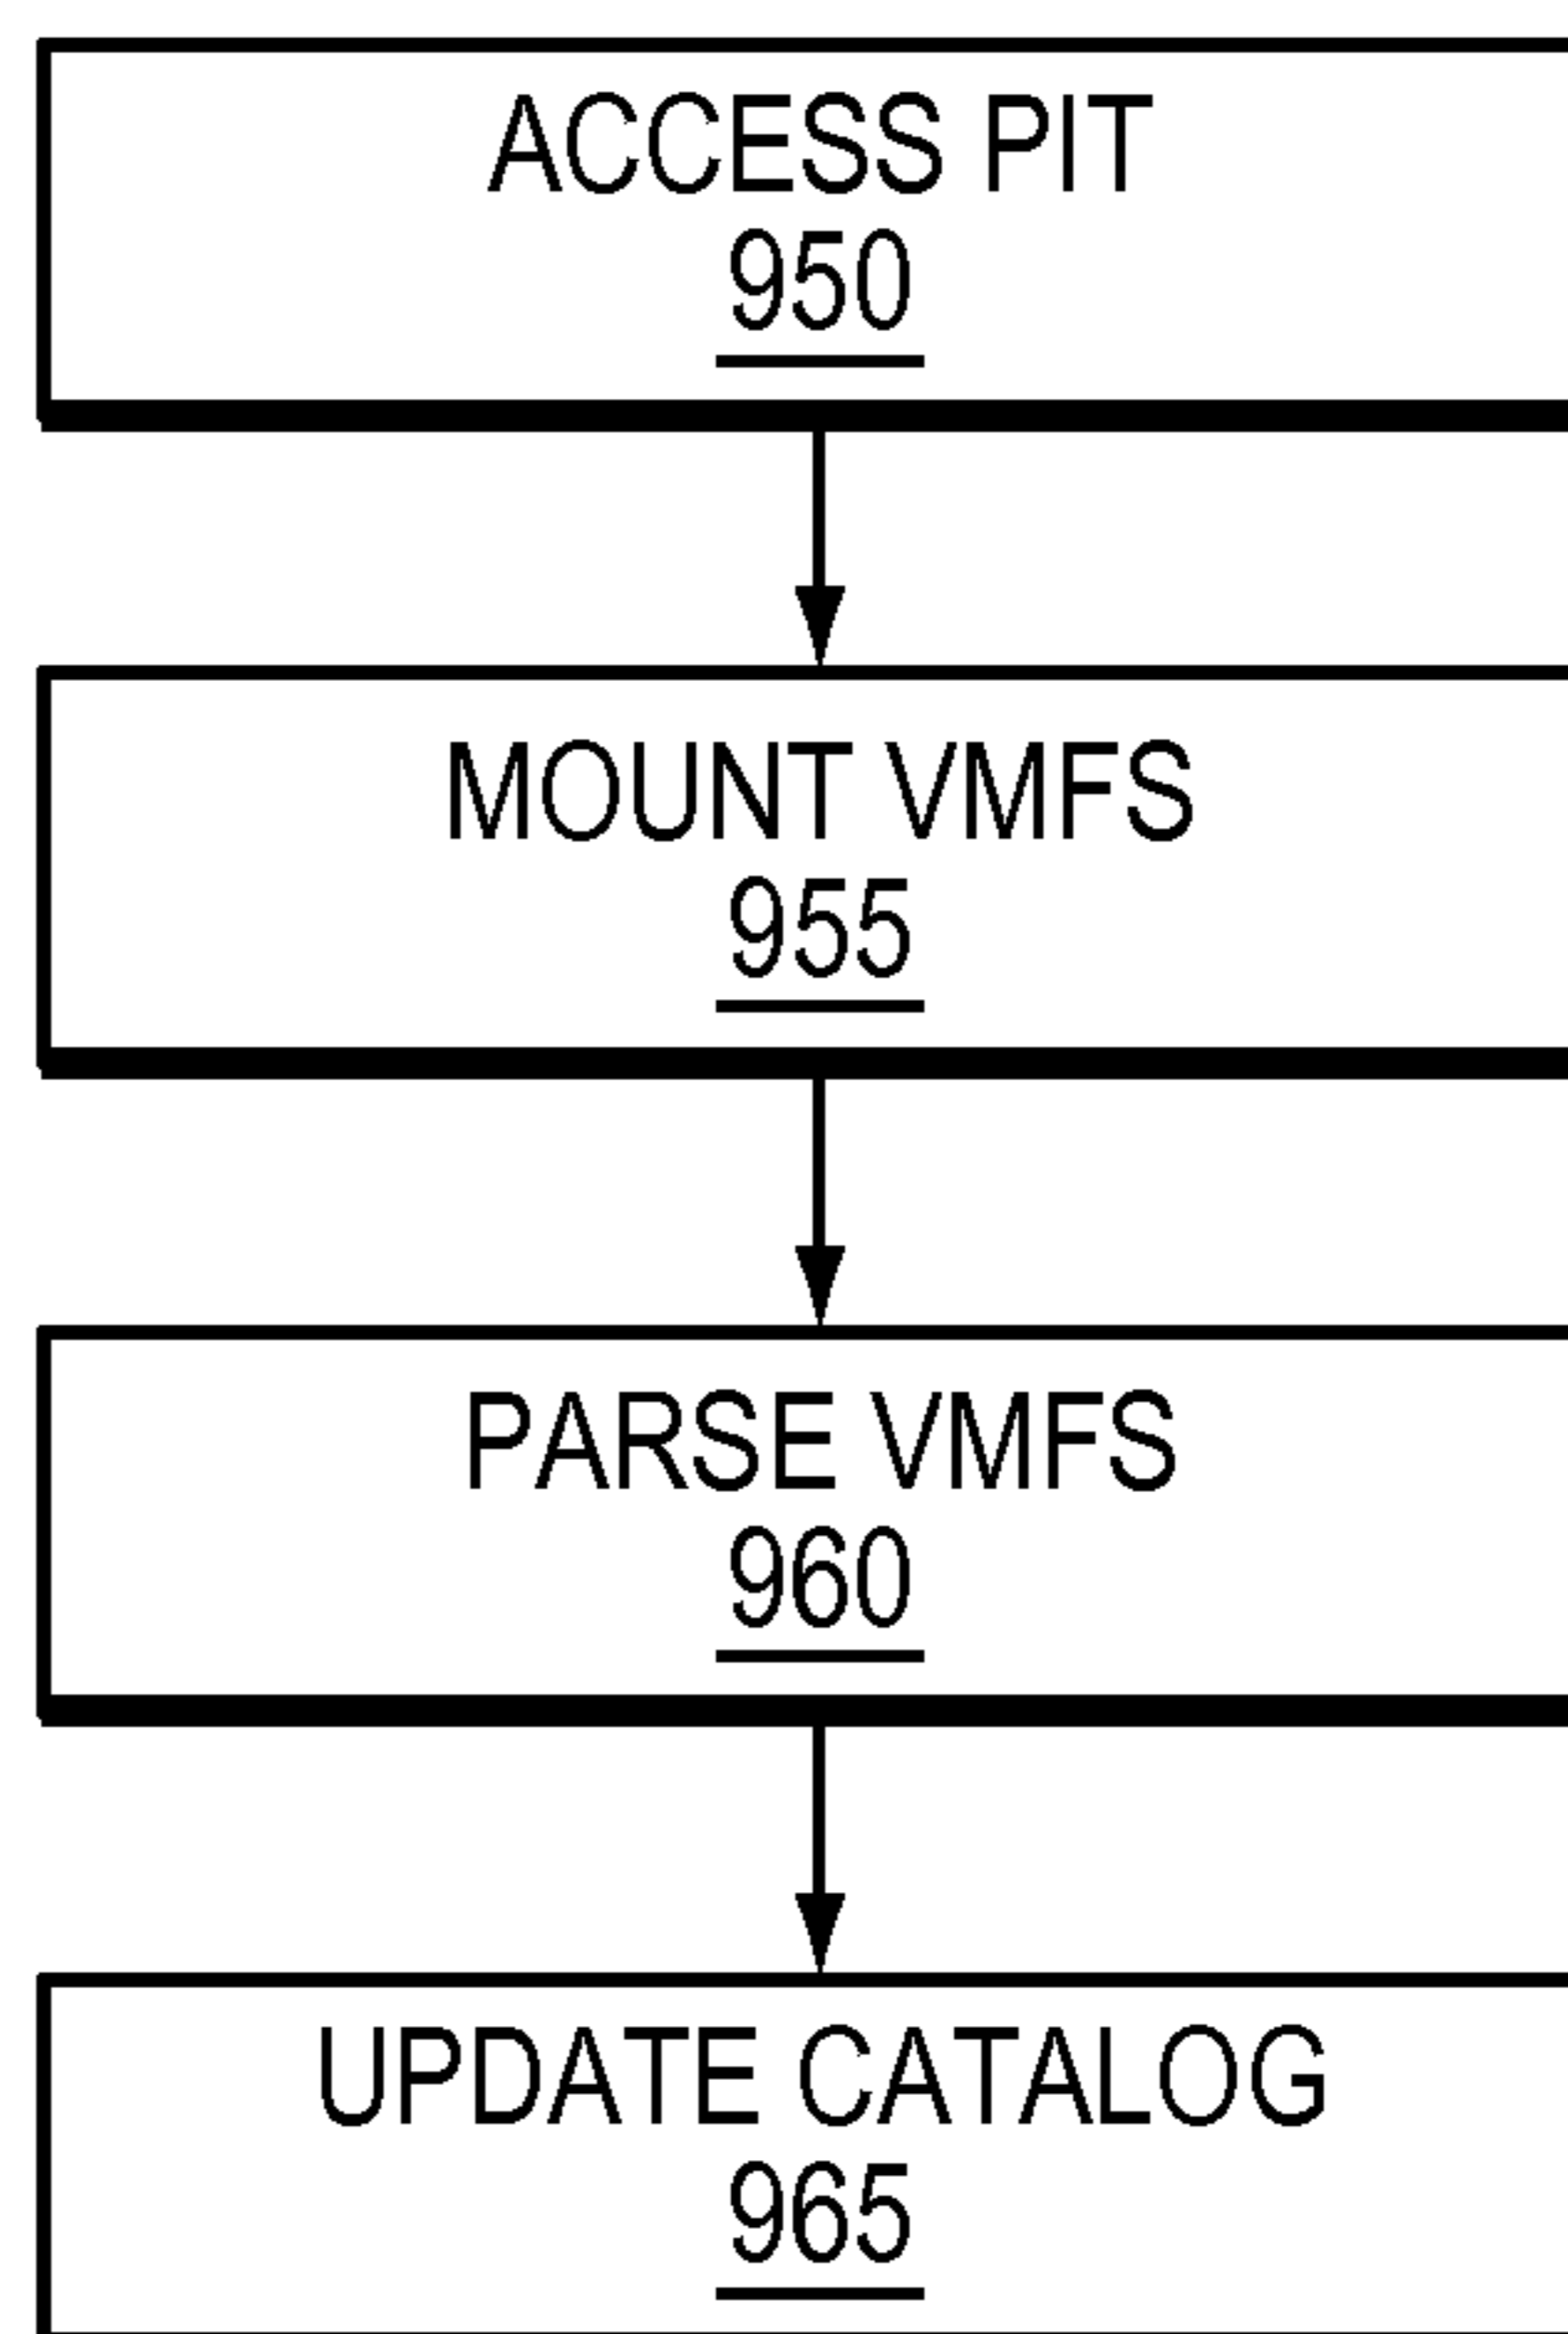 ACCESS PIT
950
MOUNT VMFS
955
PARSE VMFS
960
UPDATE CATALOG
965